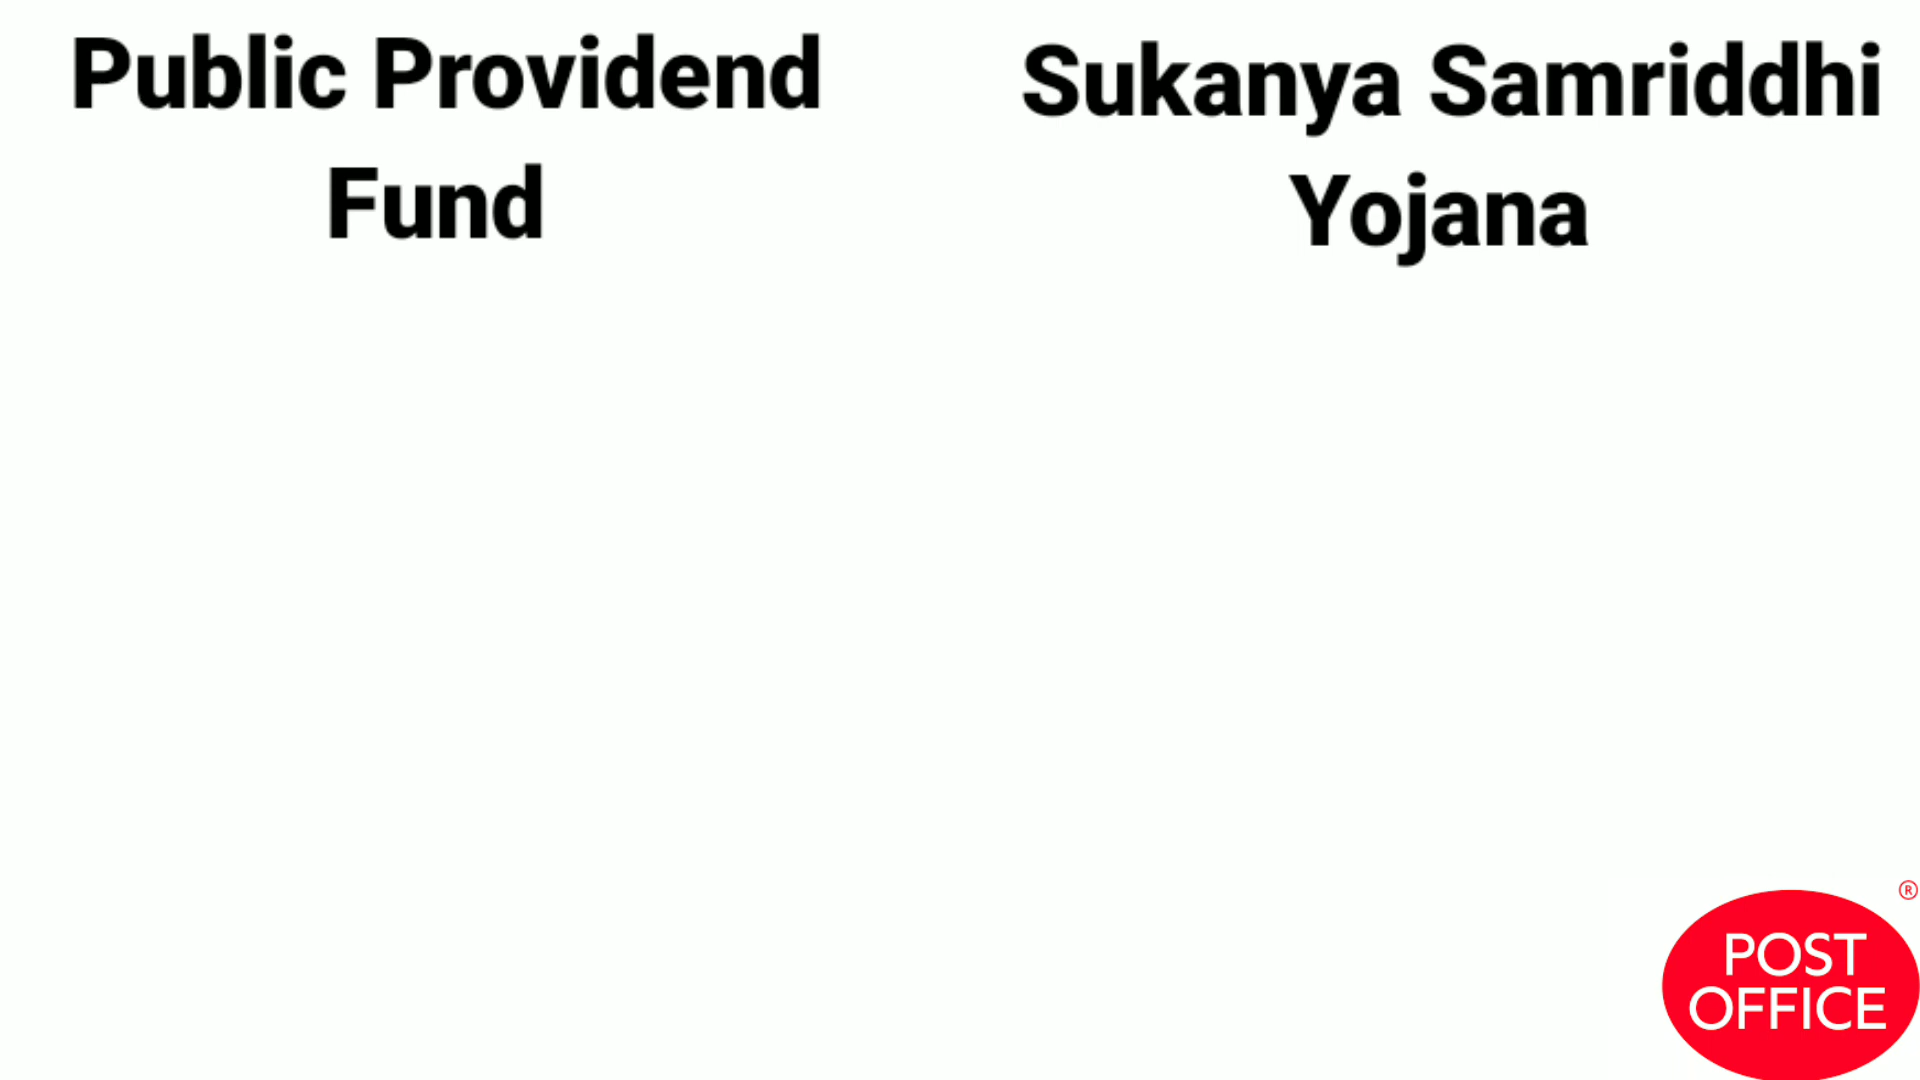 Public Providend
Fund
Sukanya Samriddhi
Yojana
®
POST
OFFICE